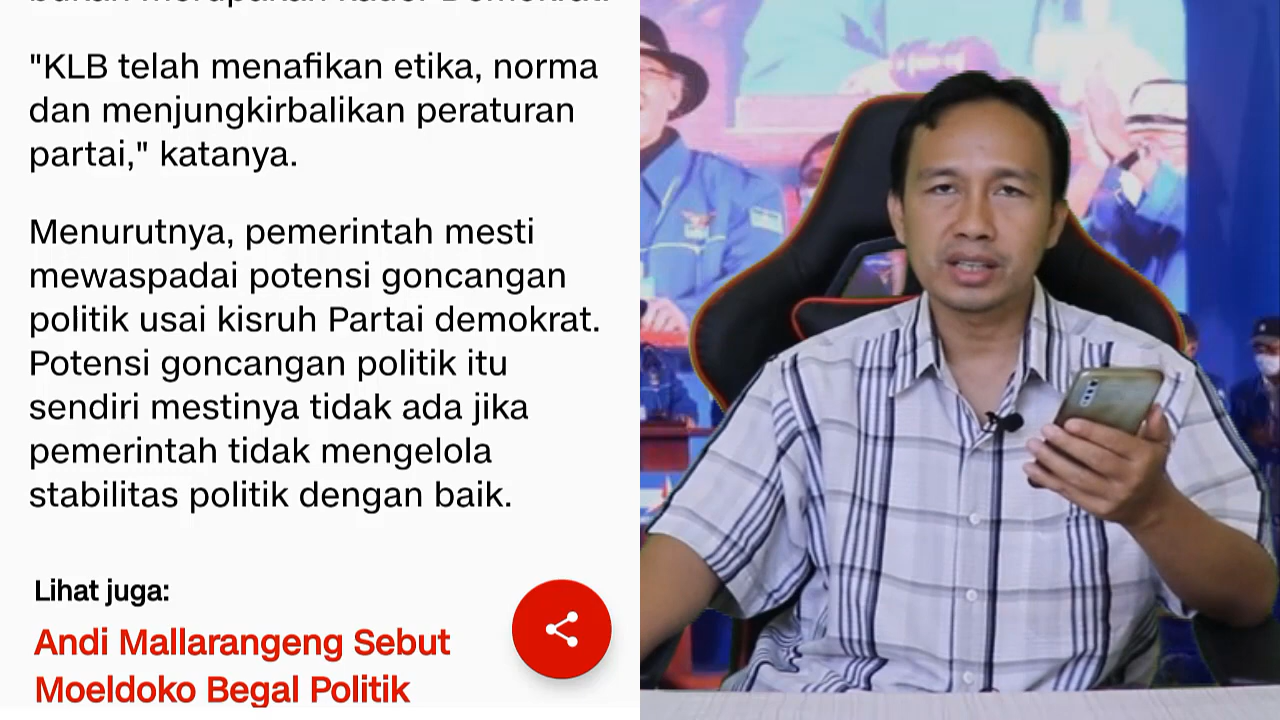 "KLB telah menafikan etika, norma
dan menjungkirbalikan peraturan
partai," katanya.
Menurutnya, pemerintah mesti
mewaspadai potensi goncangan
politik usai kisruh Partai demokrat.
Potensi goncangan politik itu
sendiri mestinya tidak ada jika
pemerintah tidak mengelola
stabilitas politik dengan baik.
Lihat juga:
Andi Mallarangeng Sebut
Moeldoko Begal Politik